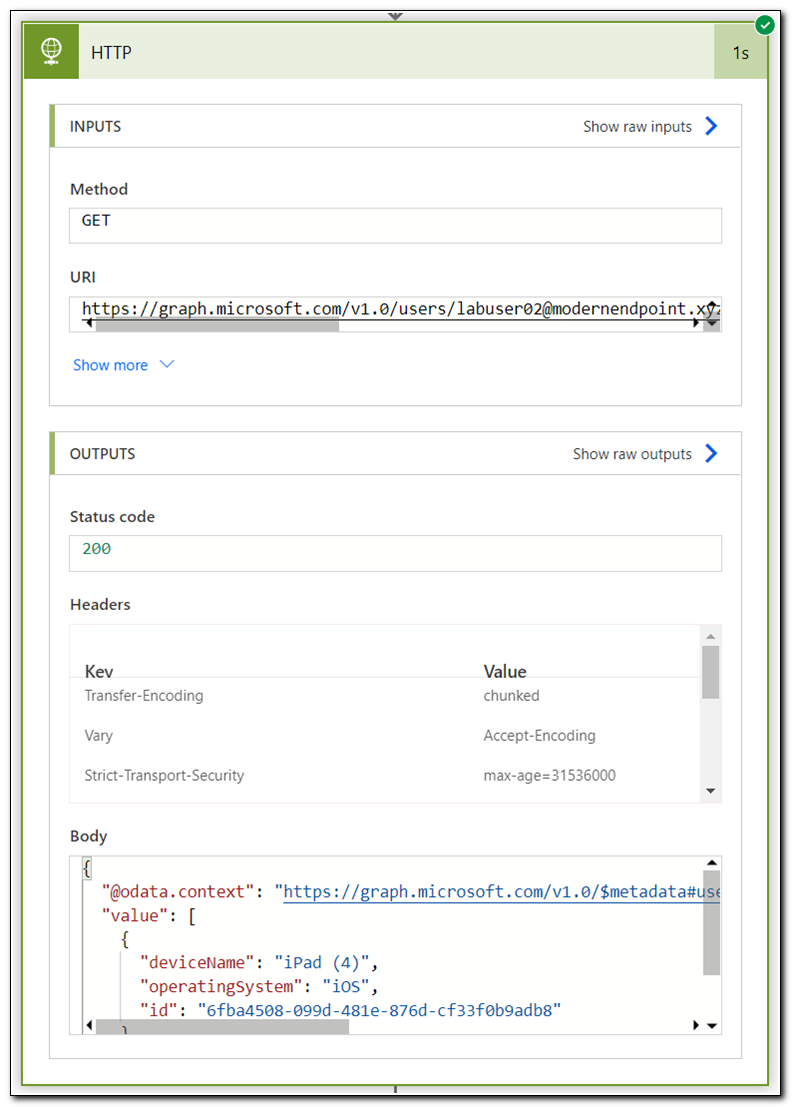 HTTP
1s
INPUTS
Show raw inputs
Method
GET
URI
https://graph.microsoft.com/v1.0/users/labuser02@modernendpoint.xyz
Show more
OUTPUTS
Show raw outputs
Status code
200
Headers
Key Value
Transfer-Encoding chunked
Vary Accept-Encoding
Strict-Transport-Security max-age=31536000
Body
{
"@odata.context": "https://graph.microsoft.com/v1.0/$metadata#use
"value": [
{
"deviceName": "iPad (4)",
"operatingSystem": "iOS",
"id": "6fba4508-099d-481e-876d-cf33f0b9adb8"
}